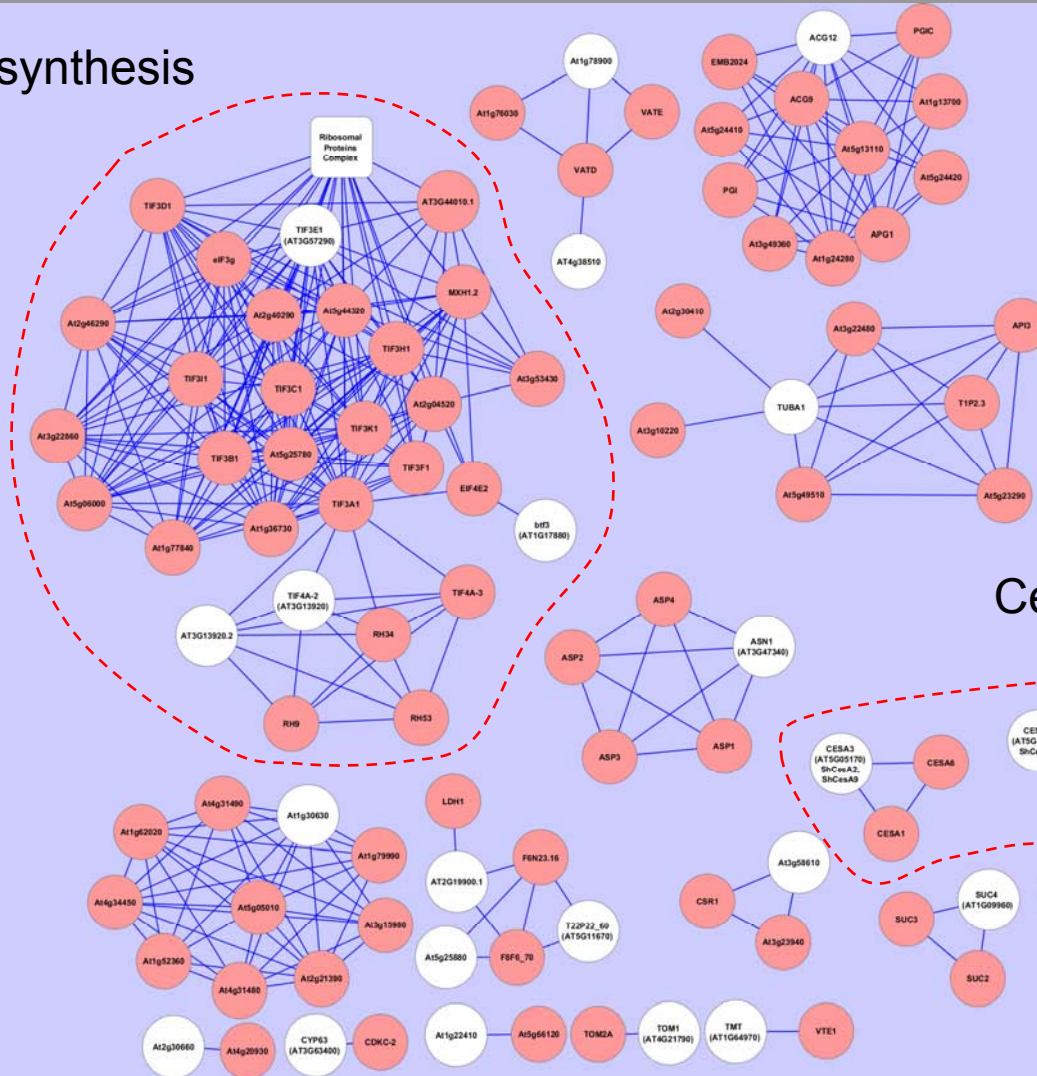 synthesis
Ribosomal
Proteins
Complex
TIF3D1
TIF3E1
(AT3G57290)
AT3G44010.1
eIF3g
MXH1.2
At2g46290
At2g40290
At5g44320
TIF3H1
TIF3I1
TIF3C1
At3g53430
At2g04520
At3g22860
TIF3K1
TIF3B1
At5g25780
TIF3F1
EIF4E2
At5g06000
TIF3A1
At1g36730
At1g77840
btf3
(AT1G17880)
TIF4A-2
(AT3G13920)
TIF4A-3
AT3G13920.2
RH34
RH9
RH53
At1g78900
At1g76030
VATE
VATD
AT4g38510
ACG12
PGIC
EMB2024
ACG9
At1g13700
At5g24410
At5g13110
At5g24420
PGI
APG1
At3g49360
At1g24280
At2g30410
At3g22480
API3
TUBA1
T1P2.3
At3g10220
At5g49510
At5g23290
Ce
ASP4
ASN1
(AT3G47340)
ASP2
ASP3
ASP1
CESA3
(AT5G05170)
ShCesA2,
ShCesA9
CESA6
CESA1
CES
(AT5G
ShCe
At4g31490
At1g30630
At1g62020
At1g79990
At4g34450
At5g05010
At3g15980
At1g52360
At2g21390
At4g31480
LDH1
F6N23.16
AT2G19900.1
T22P22_60
(AT5G11670)
At5g25880
F8F6_70
At3g58610
CSR1
At3g23940
SUC4
(AT1G09960)
SUC3
SUC2
At2g30660
At4g20930
CYP63
(AT3G63400)
CDKC-2
At1g22410
At5g66120
TOM2A
TOM1
(AT4G21790)
TMT
(AT1G64970)
VTE1